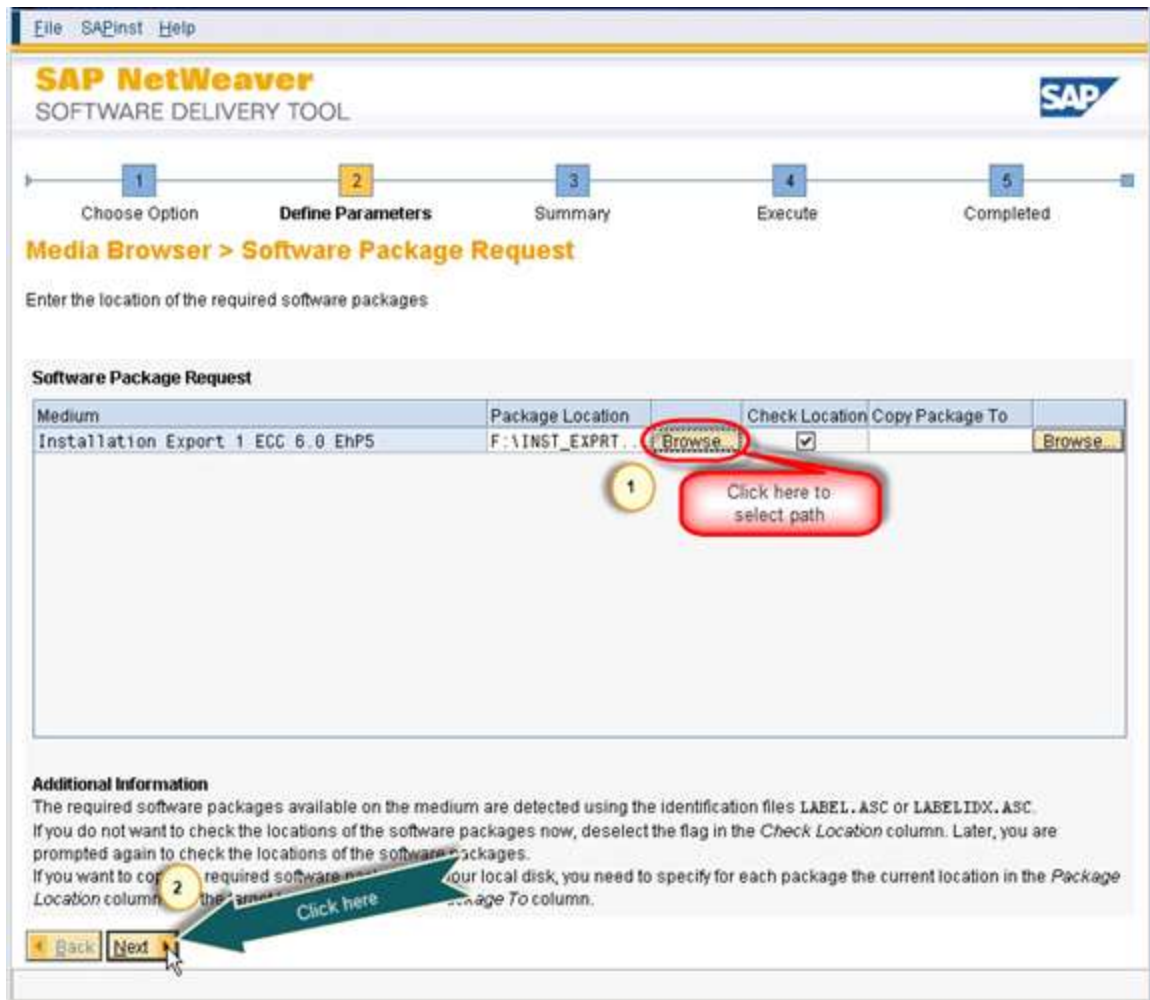 File SAPinst Help
SAP NetWeaver
SOFTWARE DELIVERY TOOL
SAP
1 2 3 4 5
Choose Option Define Parameters Summary Execute Completed
Media Browser > Software Package Request
Enter the location of the required software packages
Software Package Request
Medium Package Location Check Location Copy Package To
Installation Export 1 ECC 6.0 EhP5 F:\INST_EXPRT... Browse... Browse...
1
Click here to
select path
Additional Information
The required software packages available on the medium are detected using the identification files LABEL.ASC or LABELIDX.ASC.
If you do not want to check the locations of the software packages now, deselect the flag in the Check Location column. Later, you are
prompted again to check the locations of the software packages.
If you want to required software your local disk, you need to specify for each package the current location in the Package
Location column the To column.
2
Click here
Back Next